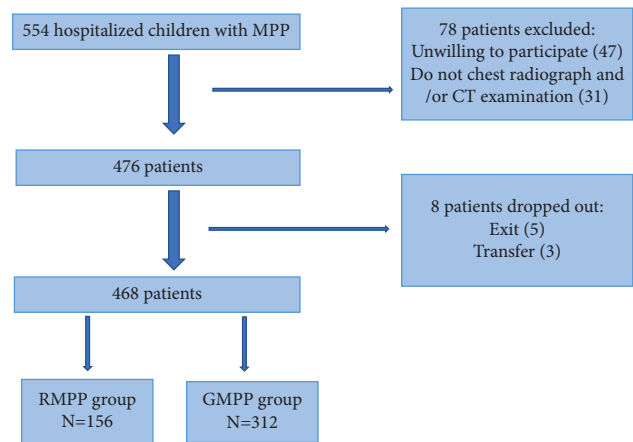 554 hospitalized children with MPP
78 patients excluded:
Unwilling to participate (47)
Do not chest radiograph and
/or CT examination (31)
476 patients
8 patients dropped out:
Exit (5)
Transfer (3)
468 patients
RMPP group
N=156
GMPP group
N=312